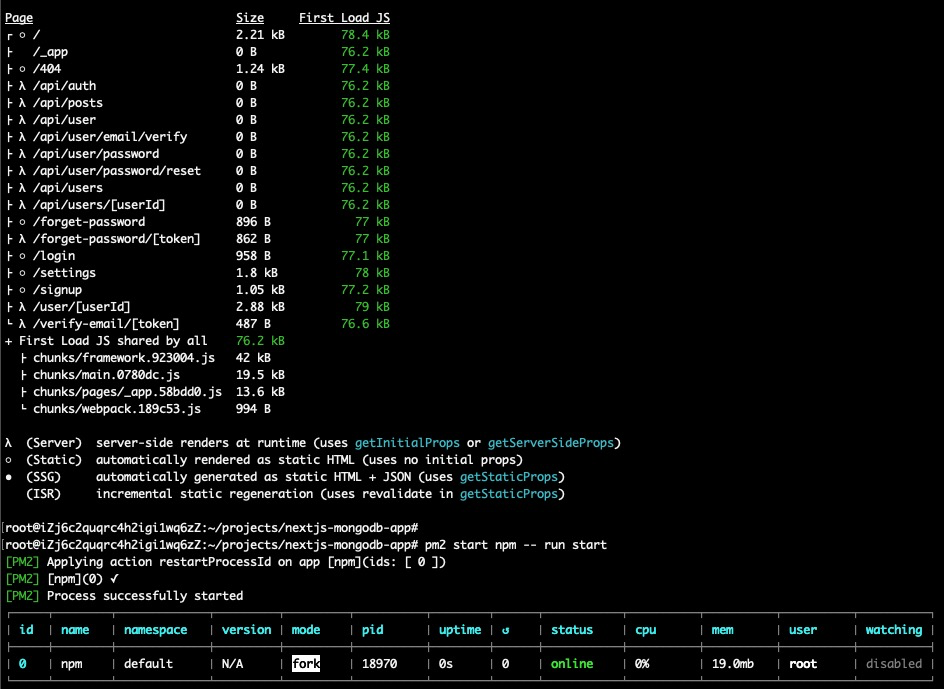 Page Size First Load JS
┌ ○ / 2.21 kB 78.4 kB
├   /_app 0 B 76.2 kB
├ ○ /404 1.24 kB 77.4 kB
├ λ /api/auth 0 B 76.2 kB
├ λ /api/posts 0 B 76.2 kB
├ λ /api/user 0 B 76.2 kB
├ λ /api/user/email/verify 0 B 76.2 kB
├ λ /api/user/password 0 B 76.2 kB
├ λ /api/user/password/reset 0 B 76.2 kB
├ λ /api/users 0 B 76.2 kB
├ λ /api/users/[userId] 0 B 76.2 kB
├ ○ /forget-password 896 B 77 kB
├ λ /forget-password/[token] 862 B 77 kB
├ ○ /login 958 B 77.1 kB
├ ○ /settings 1.8 kB 78 kB
├ ○ /signup 1.05 kB 77.2 kB
├ λ /user/[userId] 2.88 kB 79 kB
└ λ /verify-email/[token] 487 B 76.6 kB
+ First Load JS shared by all 76.2 kB
├ chunks/framework.923004.js 42 kB
├ chunks/main.0780dc.js 19.5 kB
├ chunks/pages/_app.58bdd0.js 13.6 kB
└ chunks/webpack.189c53.js 994 B
λ (Server) server-side renders at runtime (uses getInitialProps or getServerSideProps)
○ (Static) automatically rendered as static HTML (uses no initial props)
● (SSG) automatically generated as static HTML + JSON (uses getStaticProps)
(ISR) incremental static regeneration (uses revalidate in getStaticProps)
[root@iZj6c2quqrc4h2igi1wq6zZ:~/projects/nextjs-mongodb-app#
[root@iZj6c2quqrc4h2igi1wq6zZ:~/projects/nextjs-mongodb-app# pm2 start npm -- run start
[PM2] Applying action restartProcessId on app [npm](ids: [ 0 ])
[PM2] [npm](0) ✓
[PM2] Process successfully started
id name namespace version mode pid uptime ↺ status cpu mem user watching
0 npm default N/A fork 18970 0s 0 online 0% 19.0mb root disabled